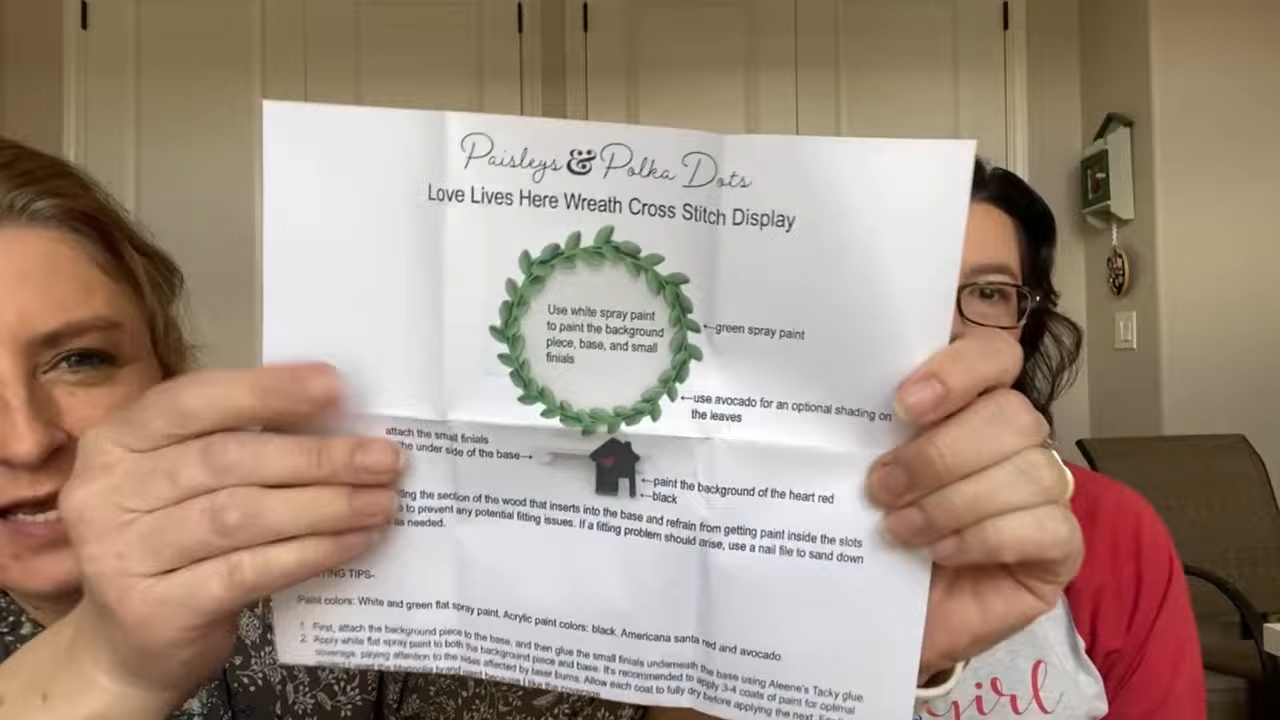 Paisleys & Polka Dots
Love Lives Here Wreath Cross Stitch Display
Use white spray paint
to paint the background
piece, base, and small
finials
←green spray paint
←use avocado for an optional shading on
the leaves
attach the small finials
the under side of the base→
←paint the background of the heart red
←black
the section of the wood that inserts into the base and refrain from getting paint inside the slots
to prevent any potential fitting issues. If a fitting problem should arise, use a nail file to sand down
as needed.
TIPS-
Paint colors: White and green flat spray paint. Acrylic paint colors: black, Americana santa red and avocado.
1. First, attach the background piece to the base, and then glue the small finials underneath the base using Aleene's Tacky glue
2. Apply white flat spray paint to both the background piece and base. It's recommended to apply 3-4 coats of paint for optimal
coverage, paying attention to the sides affected by laser burns. Allow each coat to fully dry before applying the next.
brand paint because I like the coverage
girl